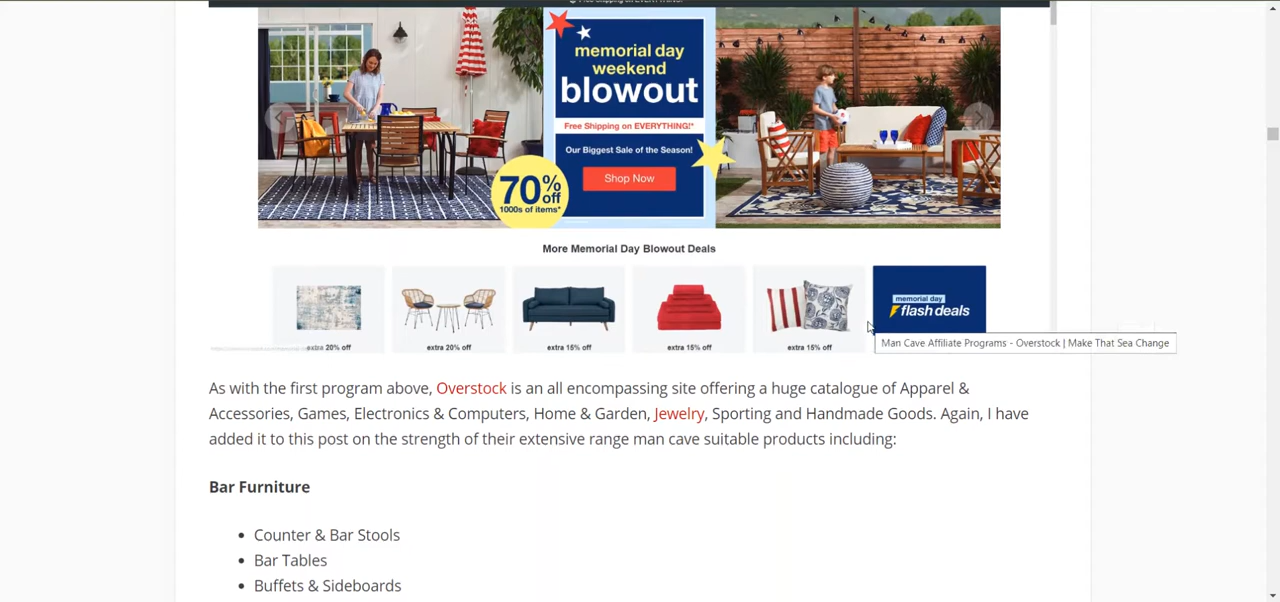 memorial day
weekend
blowout
Free Shipping on EVERYTHING!*
Our Biggest Sale of the Season!
Shop Now
70% off
1000s of items*
More Memorial Day Blowout Deals
memorial day
flash deals
extra 20% off
extra 20% off
extra 15% off
extra 15% off
extra 15% off
Man Cave Affiliate Programs - Overstock | Make That Sea Change
As with the first program above, Overstock is an all encompassing site offering a huge catalogue of Apparel &
Accessories, Games, Electronics & Computers, Home & Garden, Jewelry, Sporting and Handmade Goods. Again, I have
added it to this post on the strength of their extensive range man cave suitable products including:
Bar Furniture
• Counter & Bar Stools
• Bar Tables
• Buffets & Sideboards